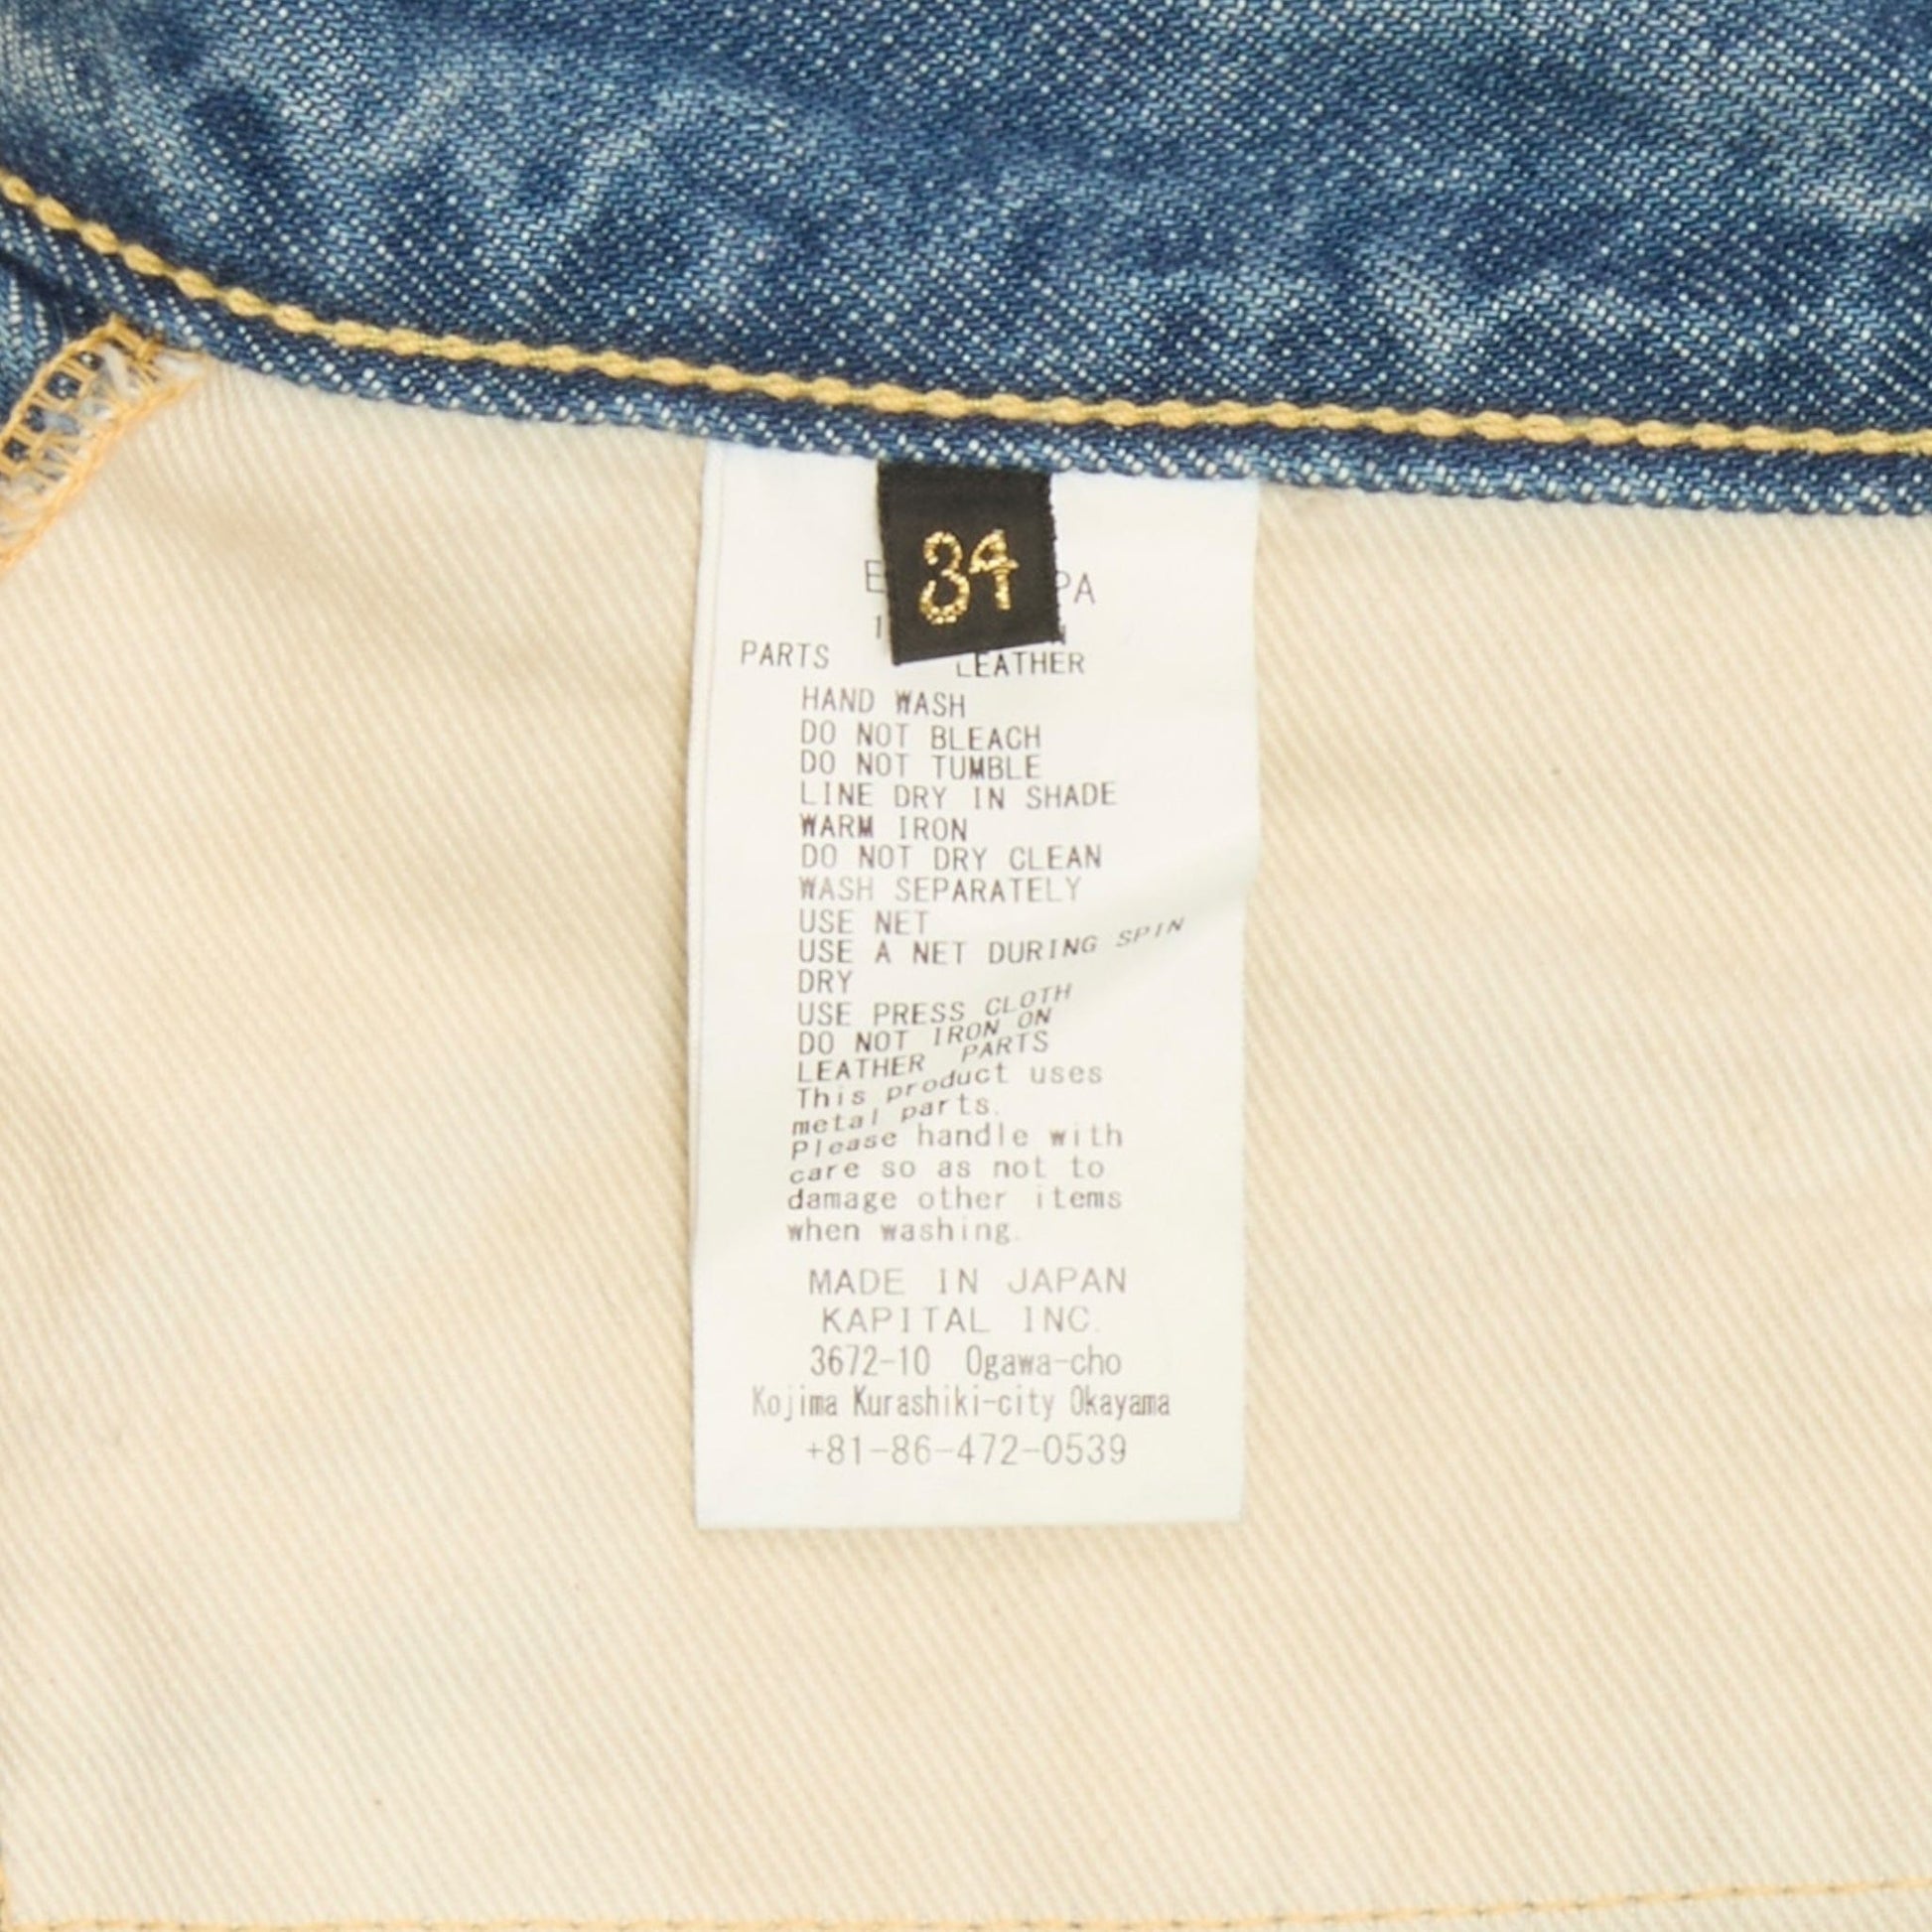 34
PARTS LEATHER
HAND WASH
DO NOT BLEACH
DO NOT TUMBLE
LINE DRY IN SHADE
WARM IRON
DO NOT DRY CLEAN
WASH SEPARATELY
USE NET
USE A NET DURING SPIN
DRY
USE PRESS CLOTH
DO NOT IRON ON
LEATHER PARTS
This product uses
metal parts.
Please handle with
care so as not to
damage other items
when washing.
MADE IN JAPAN
KAPITAL INC.
3672-10 Ogawa-cho
Kojima Kurashiki-city Okayama
+81-86-472-0539